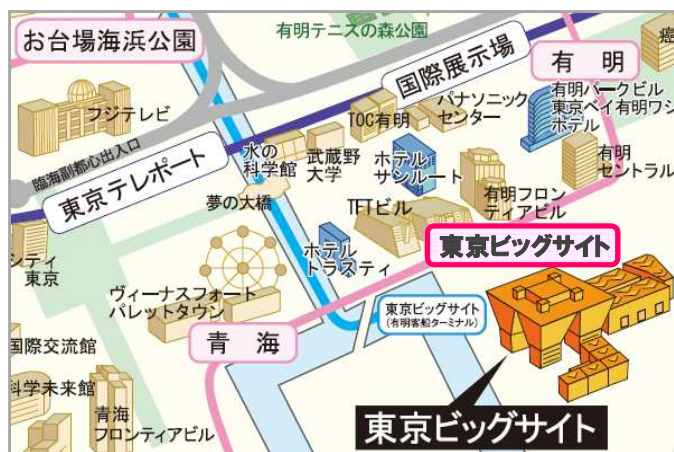 有明テニスの森公園
お台場海浜公園
国際展示場
有 明
フジテレビ
TOC有明
パナソニック
センター
有明パークビル
東京ベイ有明ワシ
ホテル
臨海副都心出入口
東京テレポート
水の
科学館
武蔵野
大学
ホテル
サンルート
有明
セントラル
夢の大橋
TFTビル
有明フロン
ティアビル
シティ
東京
ホテル
トラスティ
東京ビッグサイト
ヴィーナスフォート
パレットタウン
東京ビッグサイト
(有明客船ターミナル)
青 海
国際交流館
科学未来館
青海
フロンティアビル
東京ビッグサイト